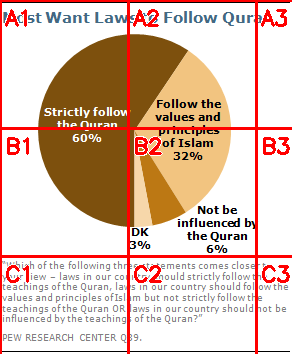 A1 A2 A3
Most Want Laws to Follow Quran
Strictly follow
the Quran
60%
Follow the
values and
principles
of Islam
32%
B1 B2 B3
Not be
influenced by
the Quran
6%
DK
3%
C1 C2 C3
"Which of the following three statements comes closer to
your view – laws in our country should strictly follow the
teachings of the Quran, laws in our country should follow the
values and principles of Islam but not strictly follow the
teachings of the Quran OR laws in our country should not be
influenced by the teachings of the Quran?"
PEW RESEARCH CENTER Q39.